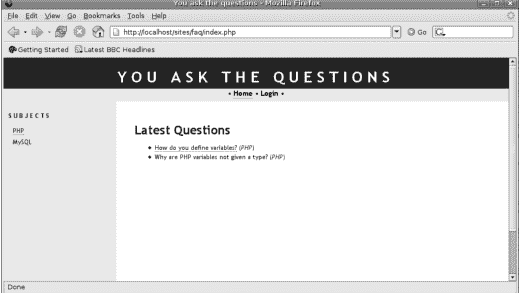 You ask the questions - Mozilla Firefox
File Edit View Go Bookmarks Tools Help
http://localhost/sites/faq/index.php
Go
Getting Started Latest BBC Headlines
YOU ASK THE QUESTIONS
• Home • Login •
SUBJECTS
PHP
MySQL
Latest Questions
• How do you define variables? (PHP)
• Why are PHP variables not given a type? (PHP)
Done